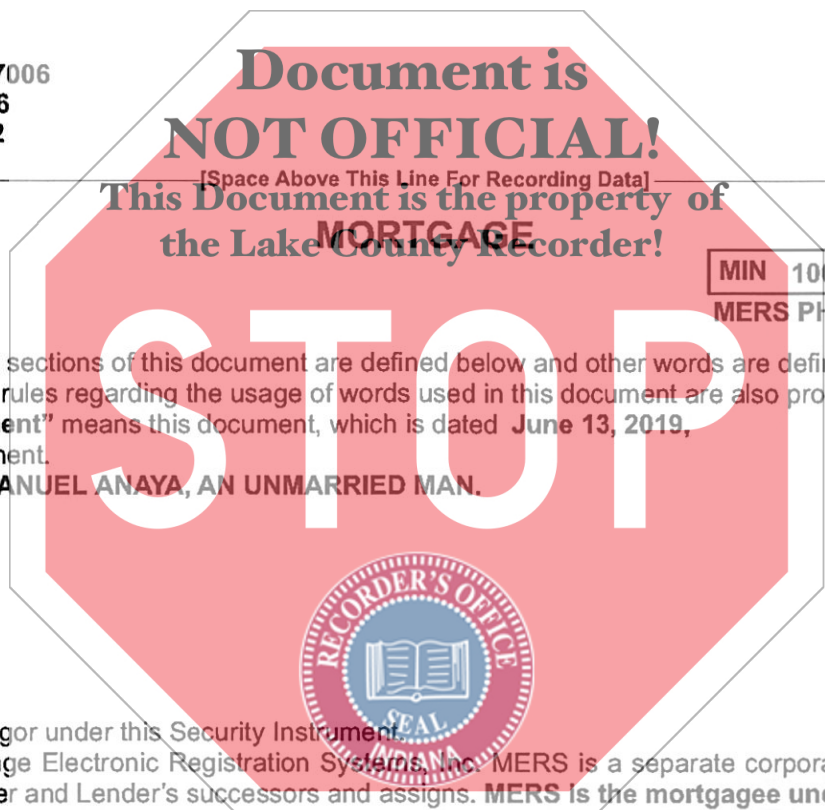 7006
6
2
Document is
NOT OFFICIAL!
[Space Above This Line For Recording Data]
This Document is the property of
MORTGAGE
the Lake County Recorder!
MIN 100
MERS PH
STOP
sections of this document are defined below and other words are defi
rules regarding the usage of words used in this document are also pro
ent” means this document, which is dated June 13, 2019,
ent.
ANUEL ANAYA, AN UNMARRIED MAN.
RECORDER'S OFFICE
SEAL
INDIANA
gor under this Security Instrument.
ge Electronic Registration Systems, Inc. MERS is a separate corpora
er and Lender's successors and assigns. MERS is the mortgagee und